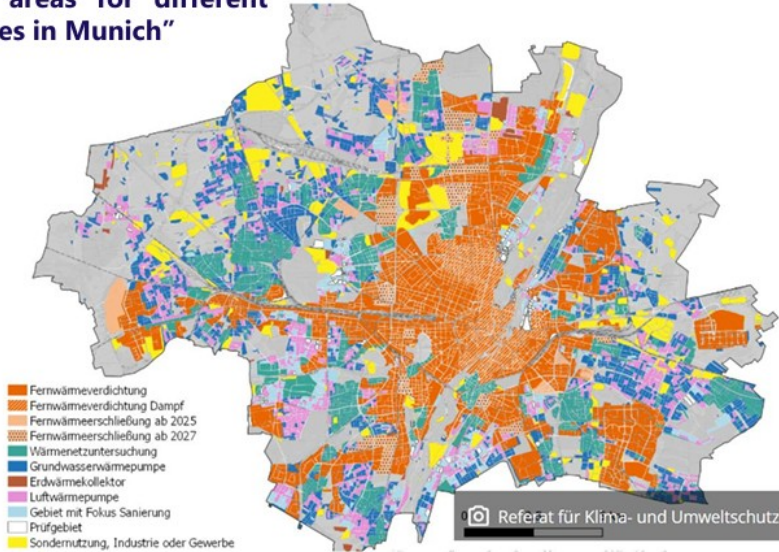 areas for different
es in Munich”
Fernwärmeverdichtung
Fernwärmeverdichtung Dampf
Fernwärmeerschließung ab 2025
Fernwärmeerschließung ab 2027
Wärmenetzuntersuchung
Grundwasserwärmepumpe
Erdwärmekollektor
Luftwärmepumpe
Gebiet mit Fokus Sanierung
Prüfgebiet
Sondernutzung, Industrie oder Gewerbe
Referat für Klima- und Umweltschutz